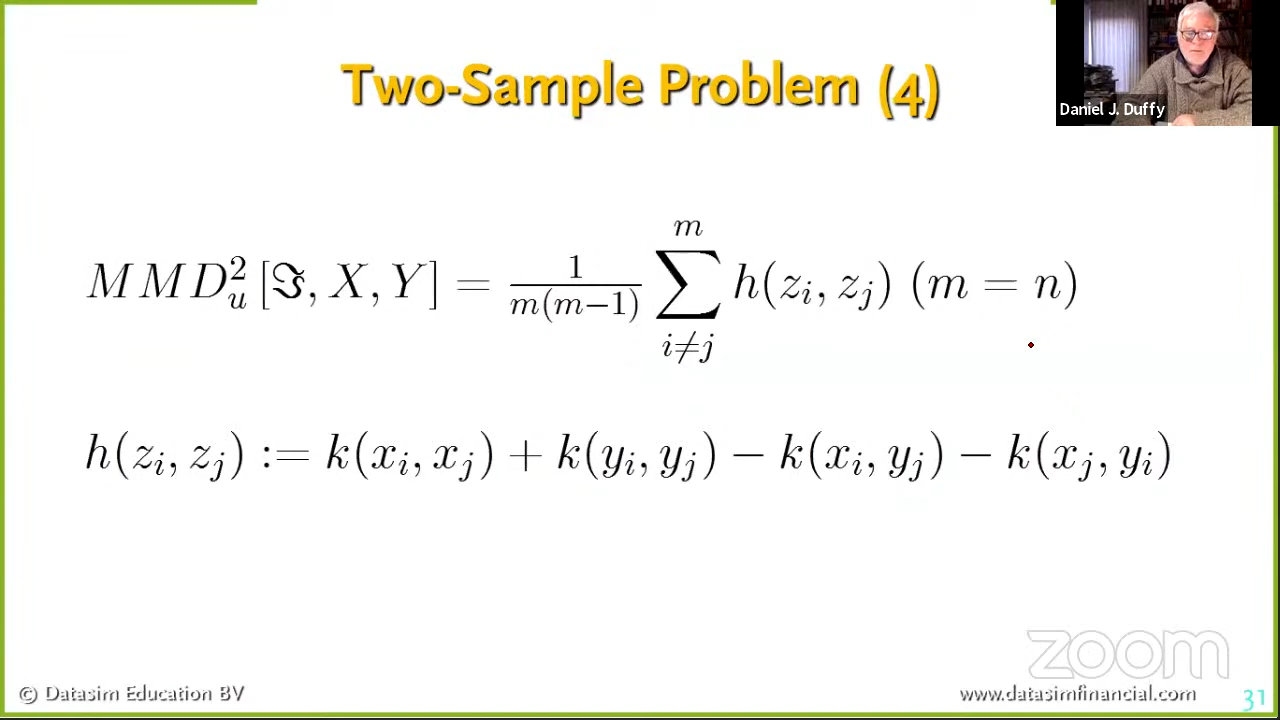 Two-Sample Problem (4)
Daniel J. Duffy
MMD²ᵤ [ℑ, X, Y] = 1/m(m−1) ∑_{i≠j}^{m} h(zᵢ, zⱼ) (m = n)
h(zᵢ, zⱼ) := k(xᵢ, xⱼ) + k(yᵢ, yⱼ) − k(xᵢ, yⱼ) − k(xⱼ, yᵢ)
zoom
© Datasim Education BV
www.datasimfinancial.com
31